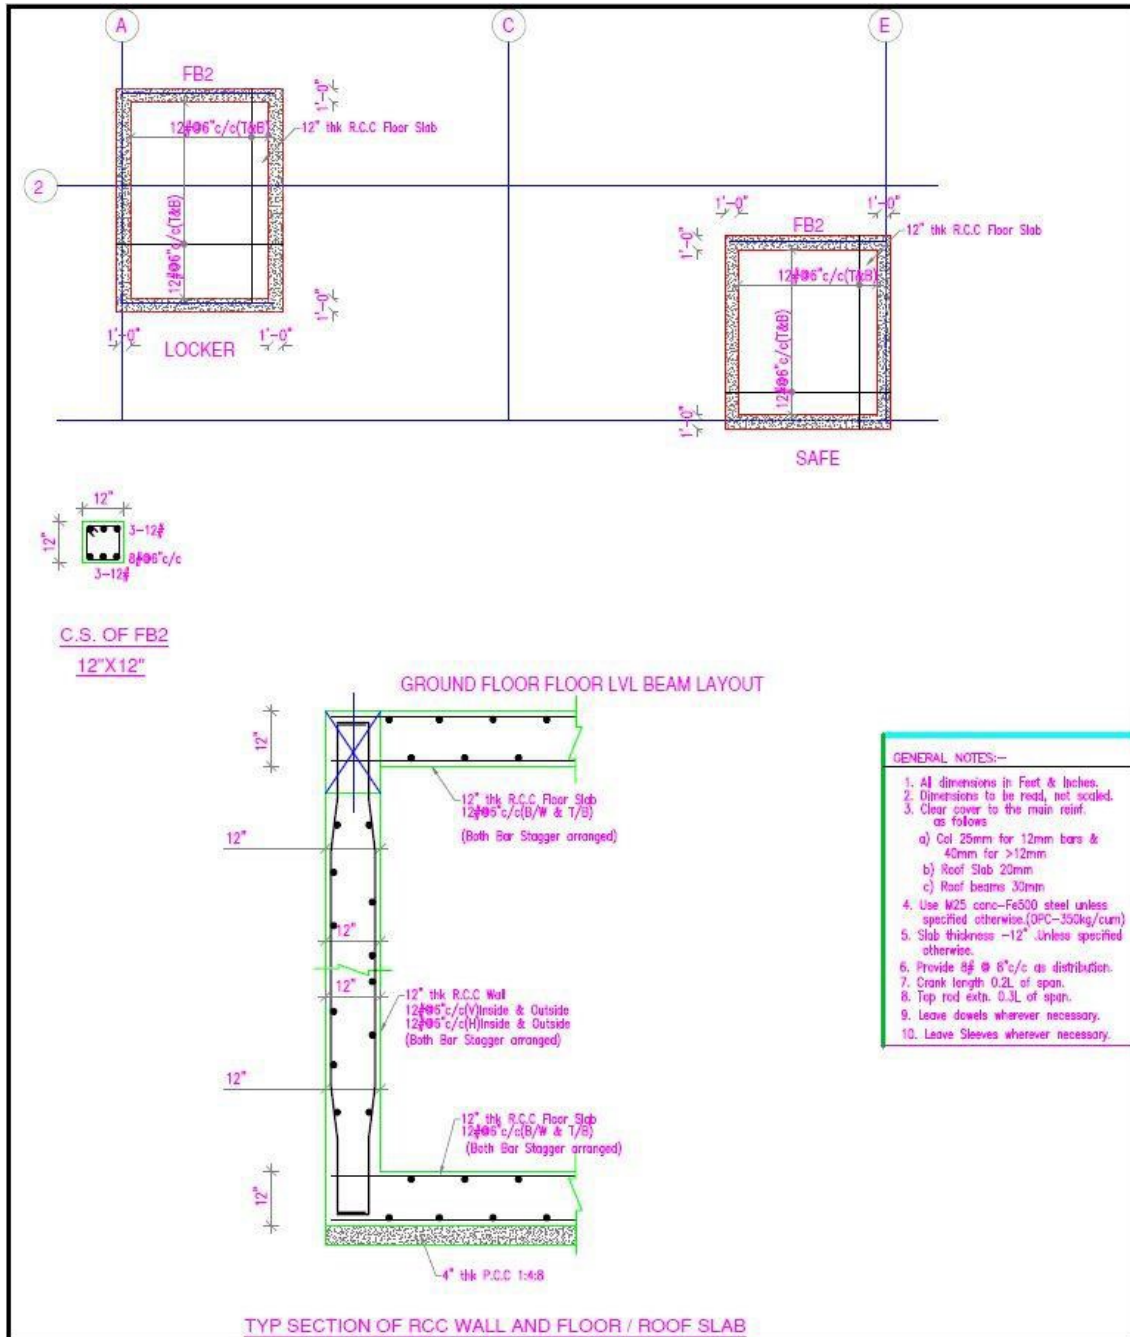 A
C
E
FB2
1'-0"
12#@6"c/c(T&B)
12" thk R.C.C Floor Slab
2
12#@6"c/c(T&B)
1'-0"
1'-0"
1'-0"
LOCKER
1'-0"
1'-0"
FB2
12" thk R.C.C Floor Slab
1'-0"
12#@6"c/c(T&B)
12#@6"c/c(T&B)
1'-0"
SAFE
12"
12"
3-12#
8#@6"c/c
3-12#
C.S. OF FB2
12"X12"
GROUND FLOOR FLOOR LVL BEAM LAYOUT
12"
12" thk R.C.C Floor Slab
12#@6"c/c(B/W & T/B)
(Both Bar Stagger arranged)
12"
12"
12"
12" thk R.C.C Wall
12#@6"c/c(V)Inside & Outside
12#@6"c/c(H)Inside & Outside
(Both Bar Stagger arranged)
12"
12" thk R.C.C Floor Slab
12#@6"c/c(B/W & T/B)
(Both Bar Stagger arranged)
12"
4" thk P.C.C 1:4:8
TYP SECTION OF RCC WALL AND FLOOR / ROOF SLAB
GENERAL NOTES:-
1. All dimensions in Feet & Inches.
2. Dimensions to be read, not scaled.
3. Clear cover to the main reinf.
as follows
a) Col 25mm for 12mm bars &
40mm for >12mm
b) Roof Slab 20mm
c) Roof beams 30mm
4. Use M25 conc-Fe500 steel unless
specified otherwise.(OPC-350kg/cum)
5. Slab thickness -12" .Unless specified
otherwise.
6. Provide 8# @ 8"c/c as distribution.
7. Crank length 0.2L of span.
8. Top rod extn. 0.3L of span.
9. Leave dowels wherever necessary.
10. Leave Sleeves wherever necessary.